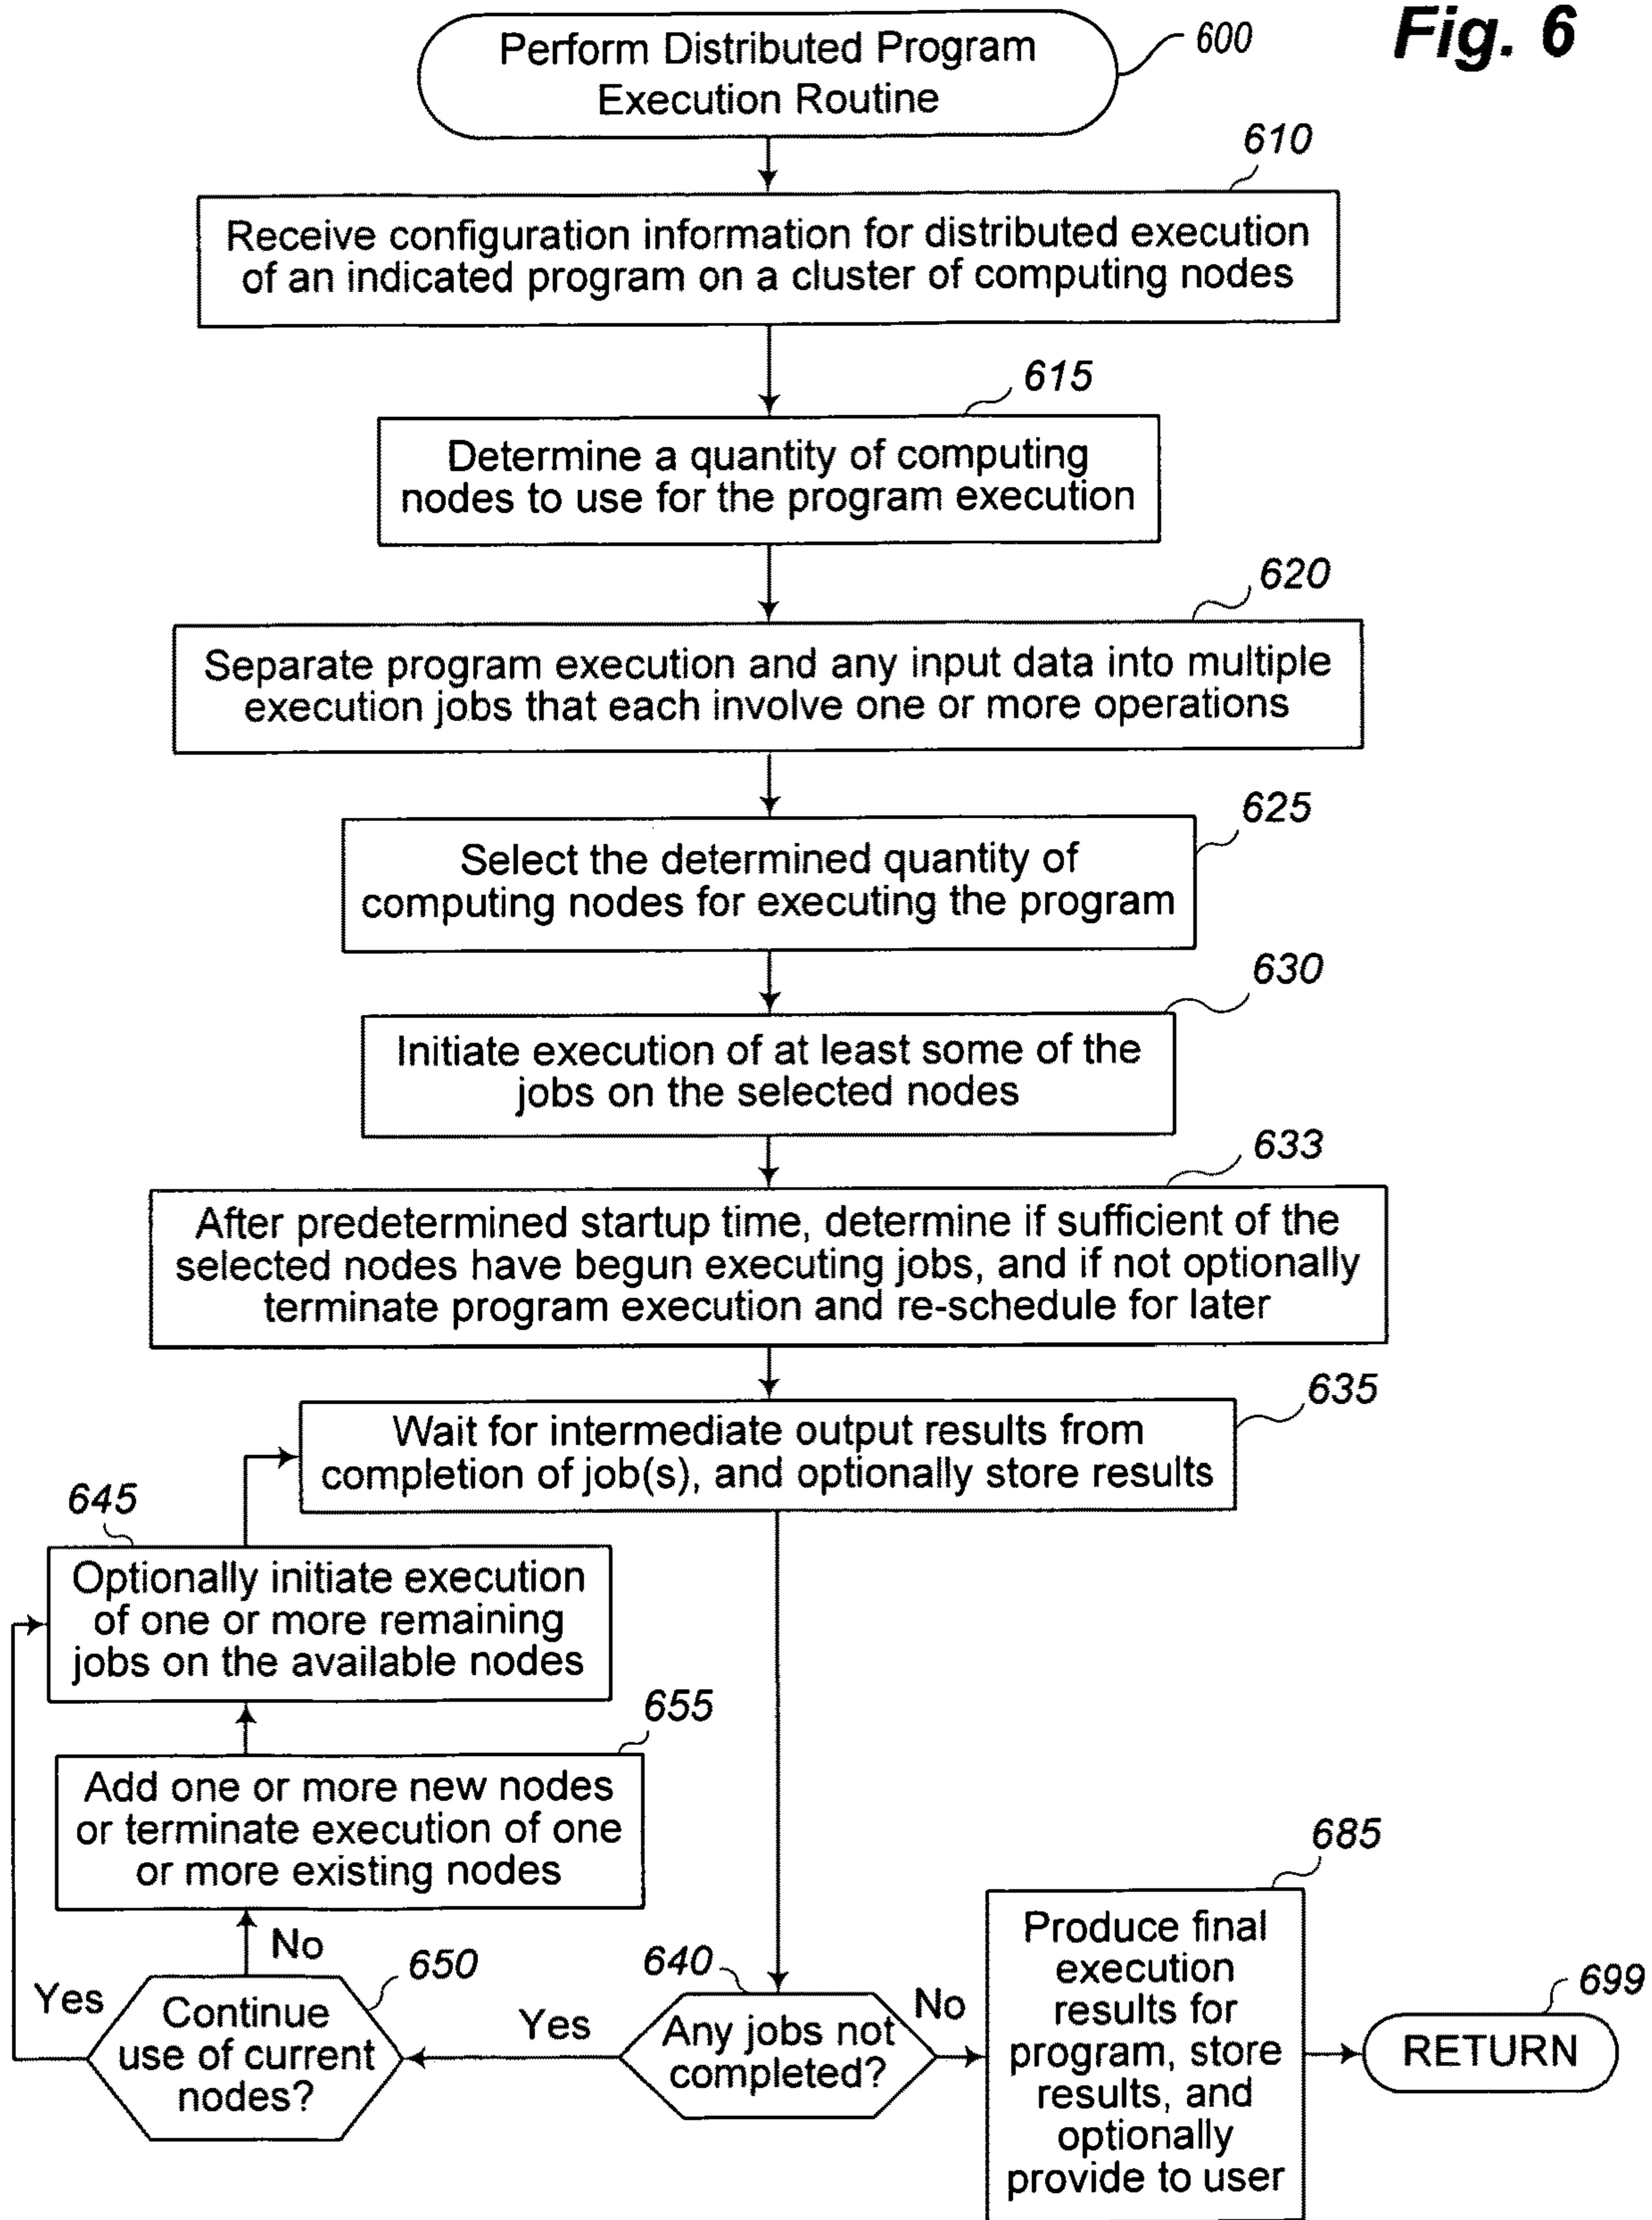 Fig. 6
Perform Distributed Program
Execution Routine
600
610
Receive configuration information for distributed execution
of an indicated program on a cluster of computing nodes
615
Determine a quantity of computing
nodes to use for the program execution
620
Separate program execution and any input data into multiple
execution jobs that each involve one or more operations
625
Select the determined quantity of
computing nodes for executing the program
630
Initiate execution of at least some of the
jobs on the selected nodes
633
After predetermined startup time, determine if sufficient of the
selected nodes have begun executing jobs, and if not optionally
terminate program execution and re-schedule for later
635
Wait for intermediate output results from
completion of job(s), and optionally store results
645
Optionally initiate execution
of one or more remaining
jobs on the available nodes
655
Add one or more new nodes
or terminate execution of one
or more existing nodes
No
Yes
650
Continue
use of current
nodes?
Yes
640
Any jobs not
completed?
No
685
Produce final
execution
results for
program, store
results, and
optionally
provide to user
699
RETURN